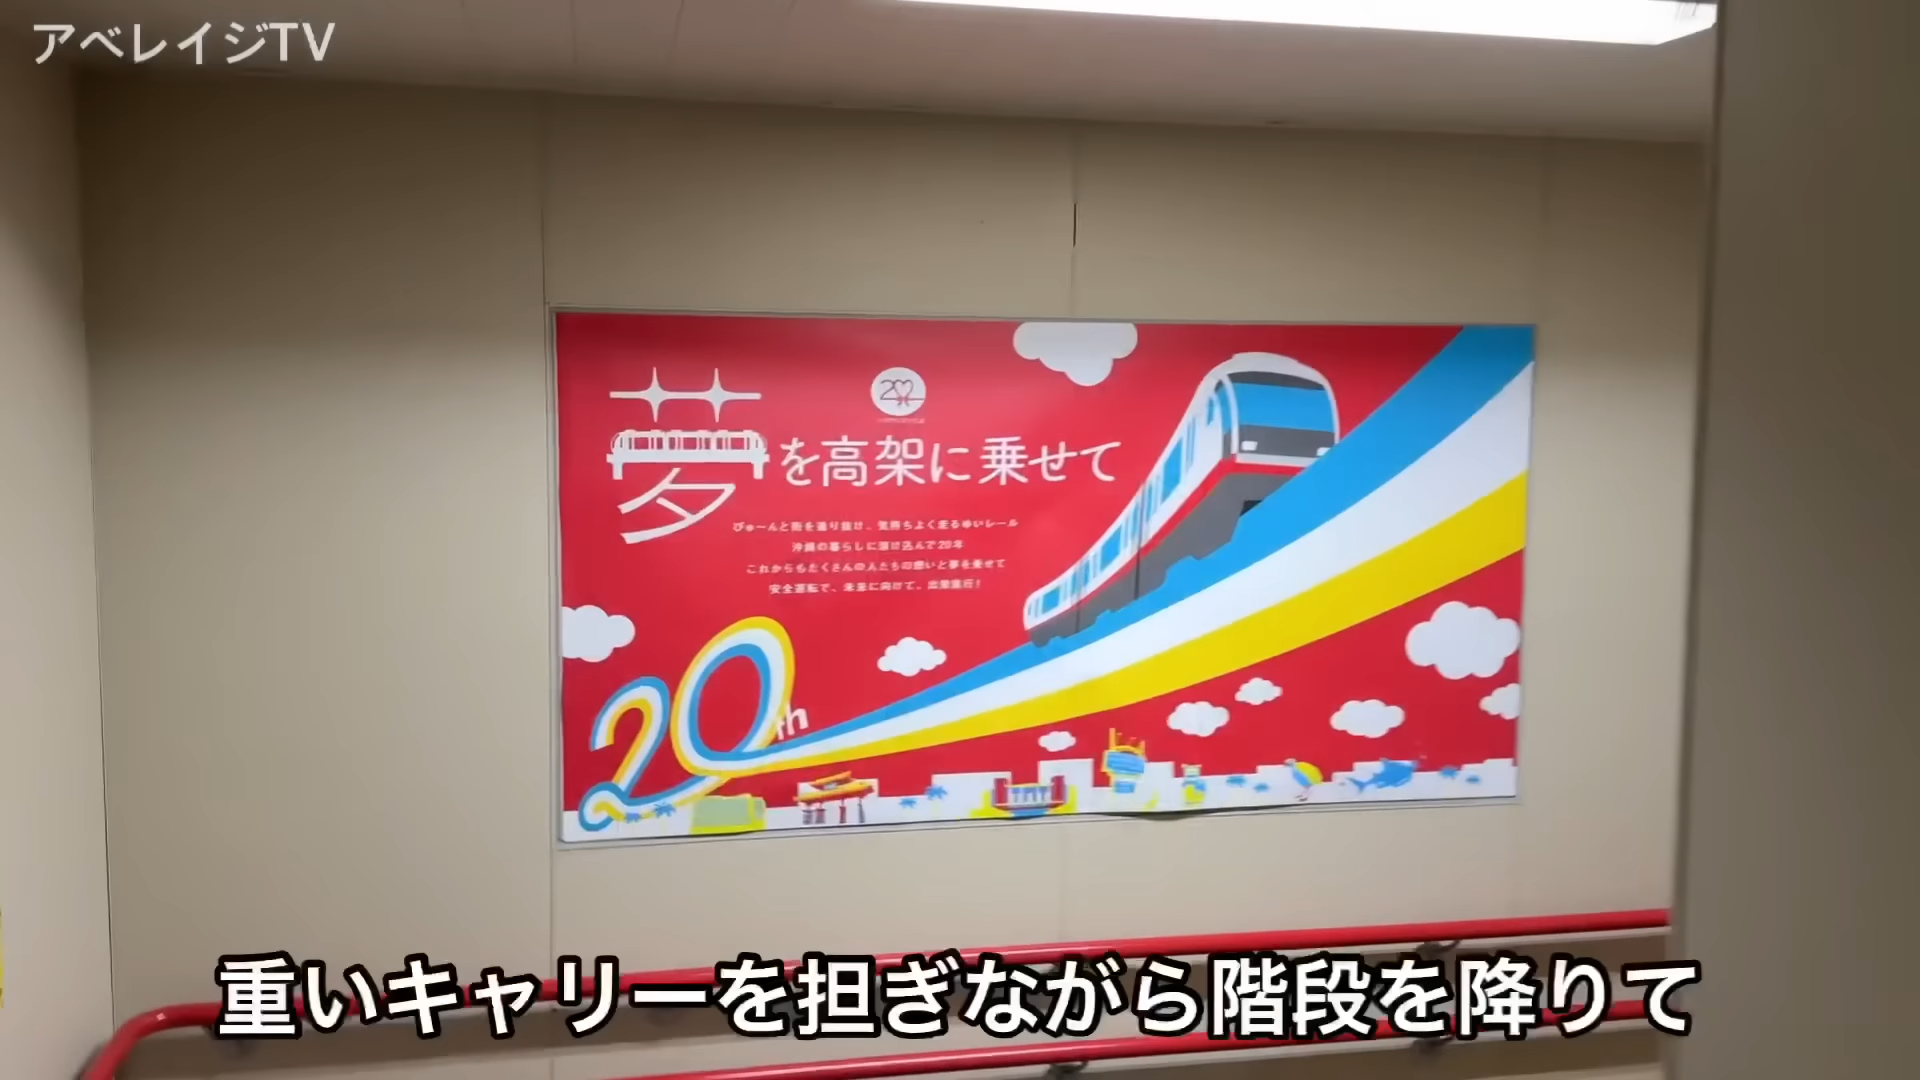 アベレイジTV
20
夢を高架に乗せて
びゅーんと街を通り抜け、気持ちよく走るゆいレール
沖縄の暮らしに溶け込んで20年
これからもたくさんの人たちの想いと夢を乗せて
安全運転で、未来に向けて、出発進行!
20th
重いキャリーを担ぎながら階段を降りて